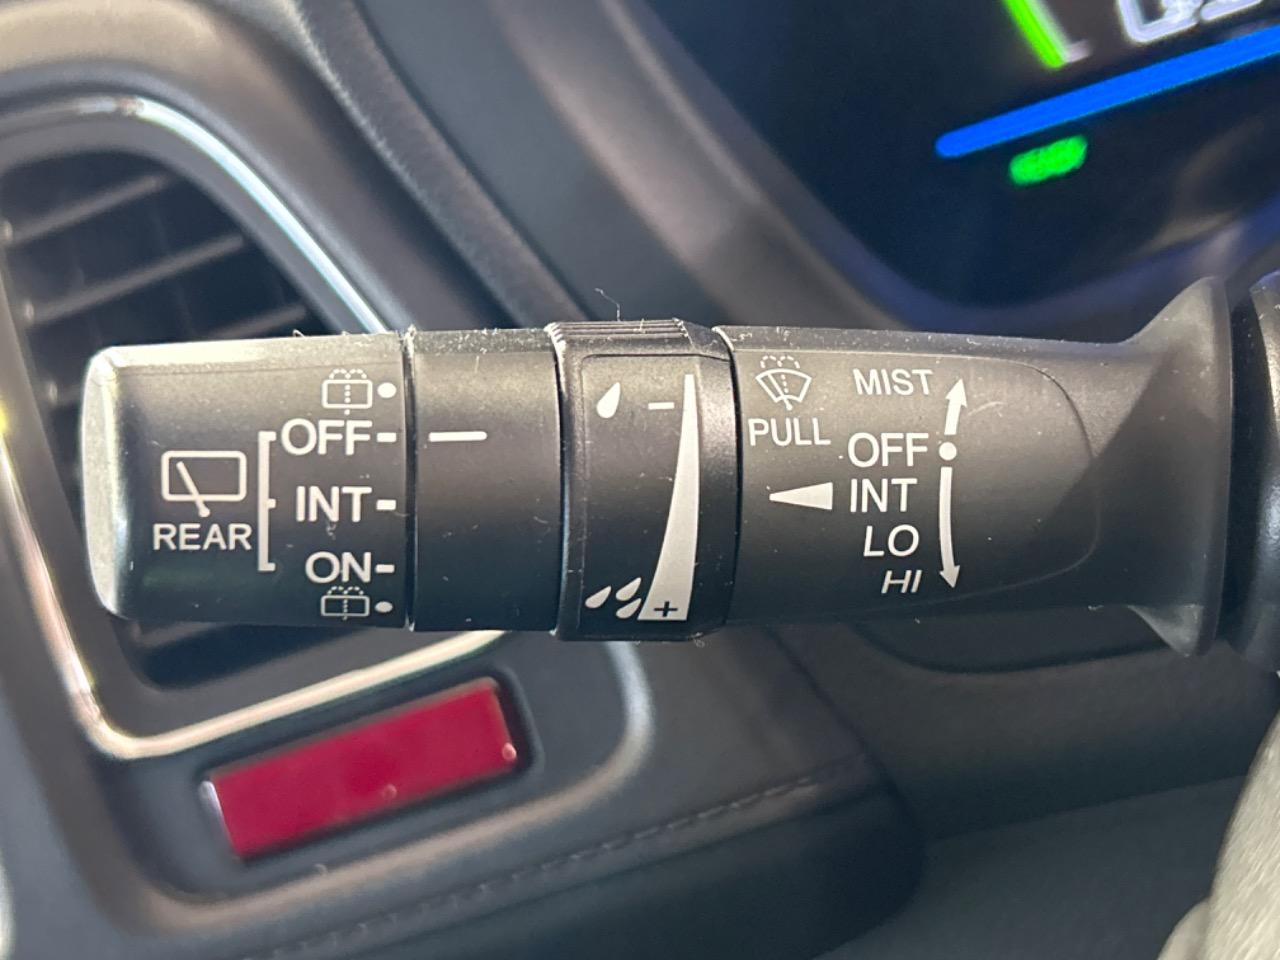 REAR
OFF
INT
ON
−
+
PULL
MIST
OFF
INT
LO
HI